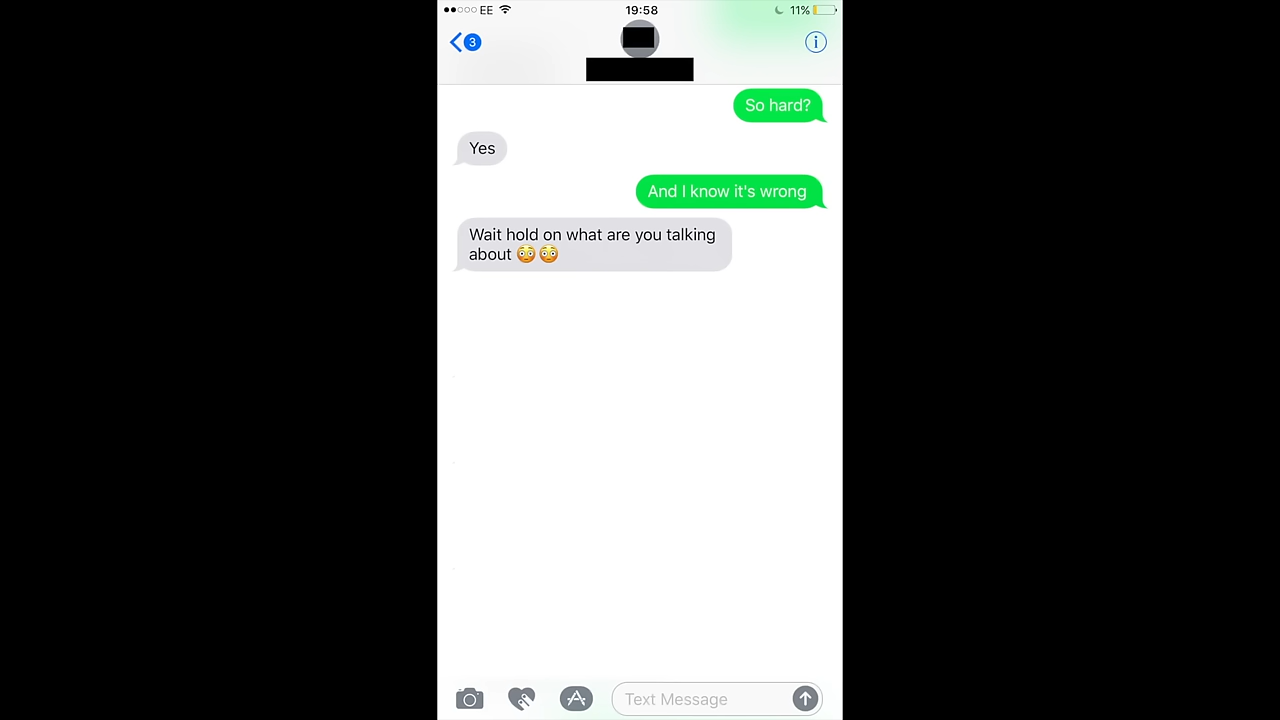 EE 19:58 11%
3
So hard?
Yes
And I know it's wrong
Wait hold on what are you talking
about 😳😳
Text Message